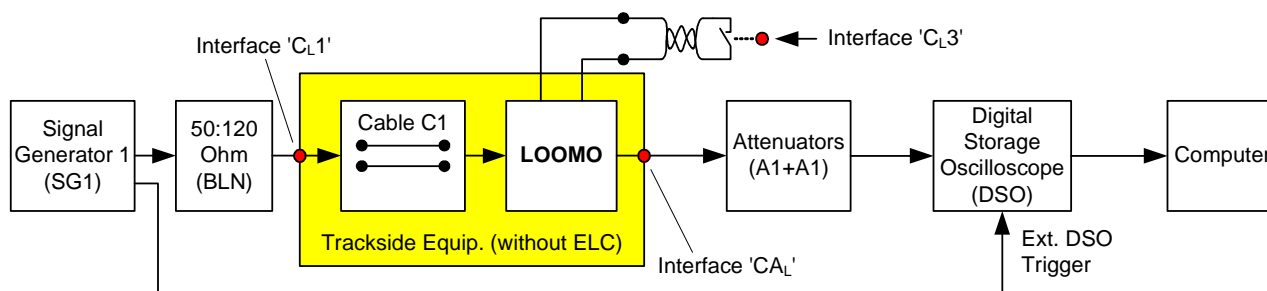 Interface 'CL1'
Interface 'CL3'
Signal
Generator 1
(SG1)
50:120
Ohm
(BLN)
Cable C1
LOOMO
Trackside Equip. (without ELC)
Interface 'CAL'
Attenuators
(A1+A1)
Digital
Storage
Oscilloscope
(DSO)
Computer
Ext. DSO
Trigger